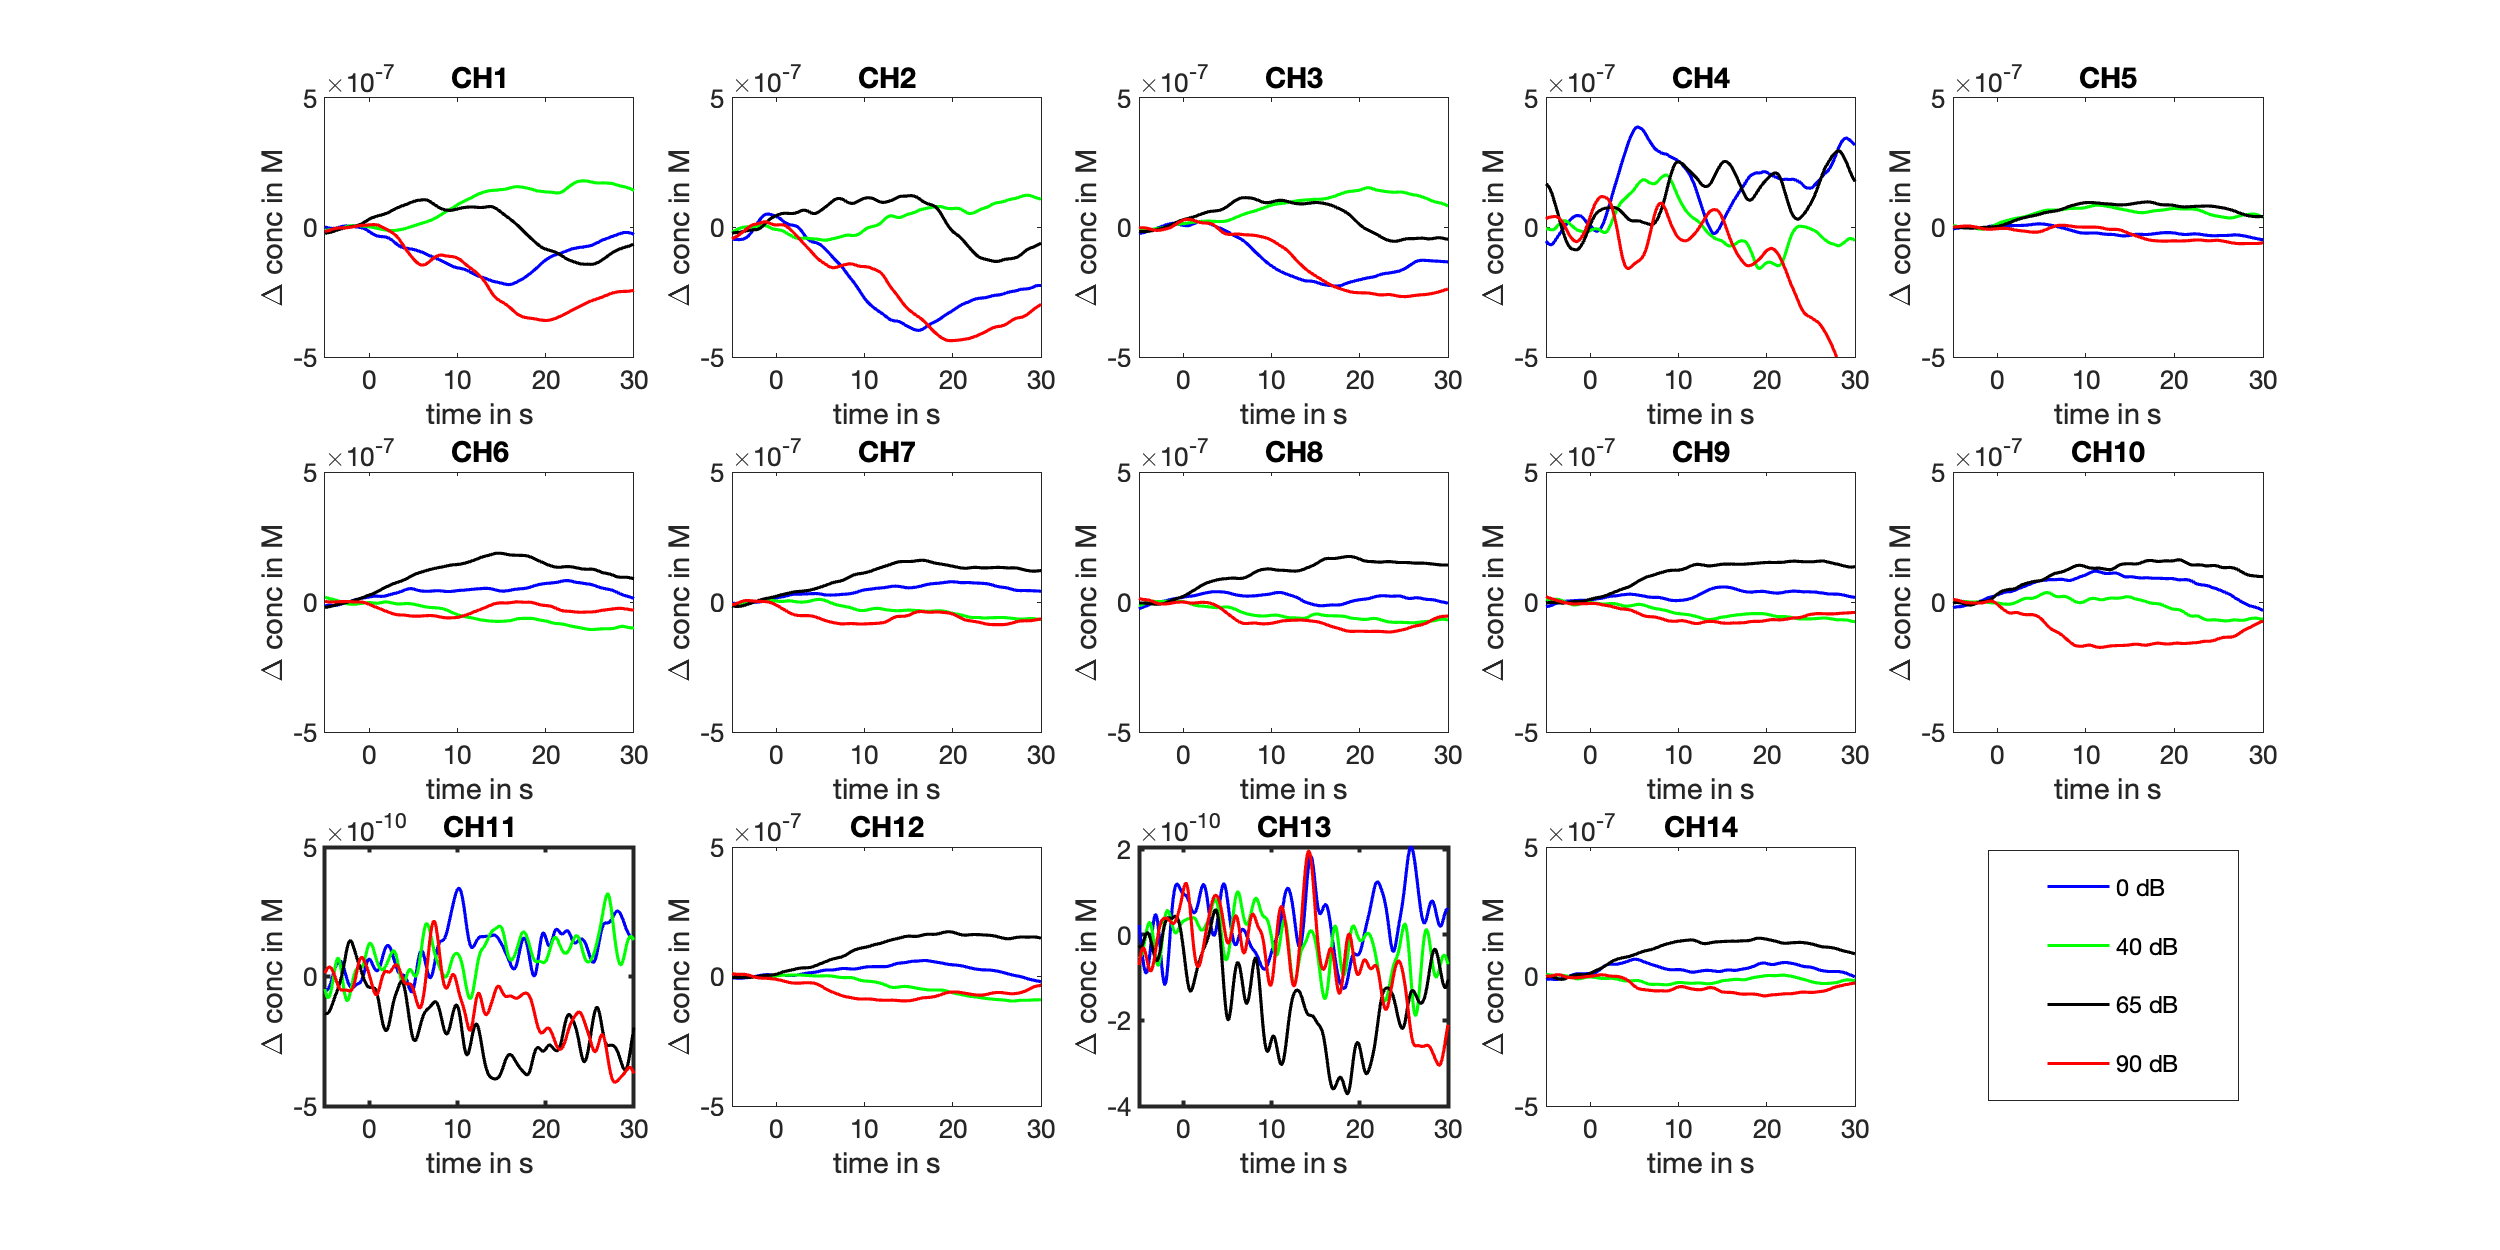 ×10-7 CH1
5
0
-5
0 10 20 30
time in s
Δ conc in M
×10-7 CH2
5
0
-5
0 10 20 30
time in s
Δ conc in M
×10-7 CH3
5
0
-5
0 10 20 30
time in s
Δ conc in M
×10-7 CH4
5
0
-5
0 10 20 30
time in s
Δ conc in M
×10-7 CH5
5
0
-5
0 10 20 30
time in s
Δ conc in M
×10-7 CH6
5
0
-5
0 10 20 30
time in s
Δ conc in M
×10-7 CH7
5
0
-5
0 10 20 30
time in s
Δ conc in M
×10-7 CH8
5
0
-5
0 10 20 30
time in s
Δ conc in M
×10-7 CH9
5
0
-5
0 10 20 30
time in s
Δ conc in M
×10-7 CH10
5
0
-5
0 10 20 30
time in s
Δ conc in M
×10-10 CH11
5
0
-5
0 10 20 30
time in s
Δ conc in M
×10-7 CH12
5
0
-5
0 10 20 30
time in s
Δ conc in M
×10-10 CH13
2
0
-2
-4
0 10 20 30
time in s
Δ conc in M
×10-7 CH14
5
0
-5
0 10 20 30
time in s
Δ conc in M
0 dB
40 dB
65 dB
90 dB